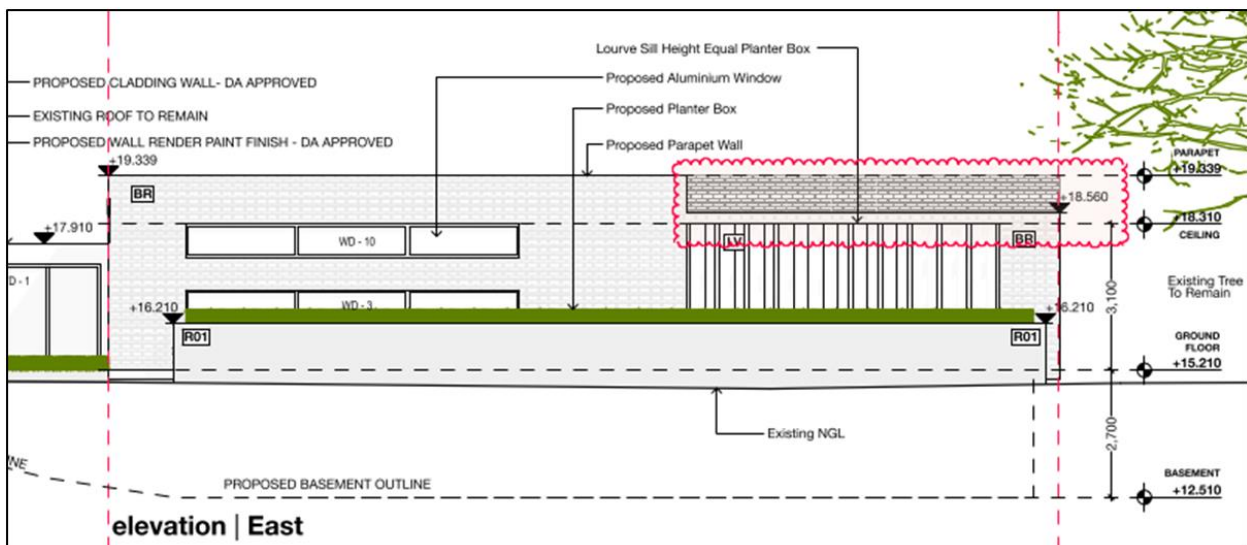 Lourve Sill Height Equal Planter Box
PROPOSED CLADDING WALL- DA APPROVED
Proposed Aluminium Window
EXISTING ROOF TO REMAIN
Proposed Planter Box
PROPOSED WALL RENDER PAINT FINISH - DA APPROVED
Proposed Parapet Wall
+19.339
PARAPET
+19.339
BR
+18.560
+17.910
+18.310
CEILING
WD - 10
LV
BR
D - 1
Existing Tree
To Remain
3,100
WD - 3
+16.210
+16.210
R01
R01
GROUND
FLOOR
+15.210
Existing NGL
2,700
INE
PROPOSED BASEMENT OUTLINE
BASEMENT
+12.510
elevation | East